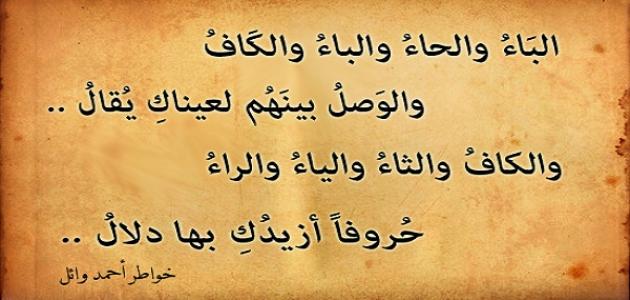 البَاءُ والحاءُ والباءُ والكَافُ
والوَصلُ بينَهُم لعيناكِ يُقالُ ..
والكافُ والثاءُ والياءُ والراءُ
حُروفاً أزيدُكِ بها دلالُ ..
خواطر أحمد وائل